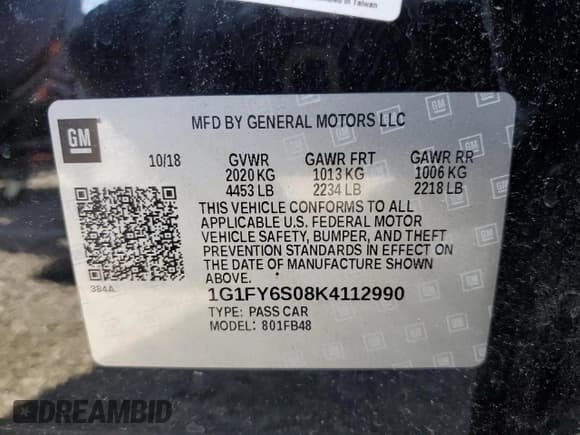 in Taiwan
GM
MFD BY GENERAL MOTORS LLC
10/18 GVWR GAWR FRT GAWR RR
2020 KG 1013 KG 1006 KG
4453 LB 2234 LB 2218 LB
THIS VEHICLE CONFORMS TO ALL
APPLICABLE U.S. FEDERAL MOTOR
VEHICLE SAFETY, BUMPER, AND THEFT
PREVENTION STANDARDS IN EFFECT ON
THE DATE OF MANUFACTURE SHOWN
ABOVE.
384A
1G1FY6S08K4112990
TYPE: PASS CAR
MODEL: 801FB48
DREAMBID